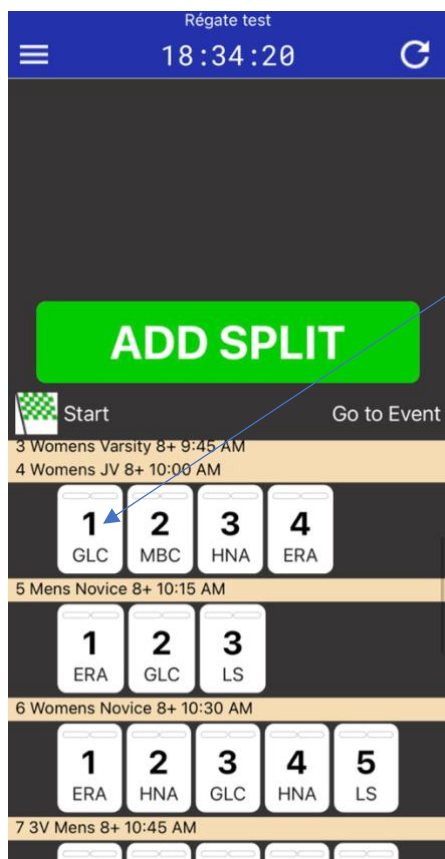 Régate test
18:34:20
ADD SPLIT
Start Go to Event
3 Womens Varsity 8+ 9:45 AM
4 Womens JV 8+ 10:00 AM
1 2 3 4
GLC MBC HNA ERA
5 Mens Novice 8+ 10:15 AM
1 2 3
ERA GLC LS
6 Womens Novice 8+ 10:30 AM
1 2 3 4 5
ERA HNA GLC HNA LS
7 3V Mens 8+ 10:45 AM